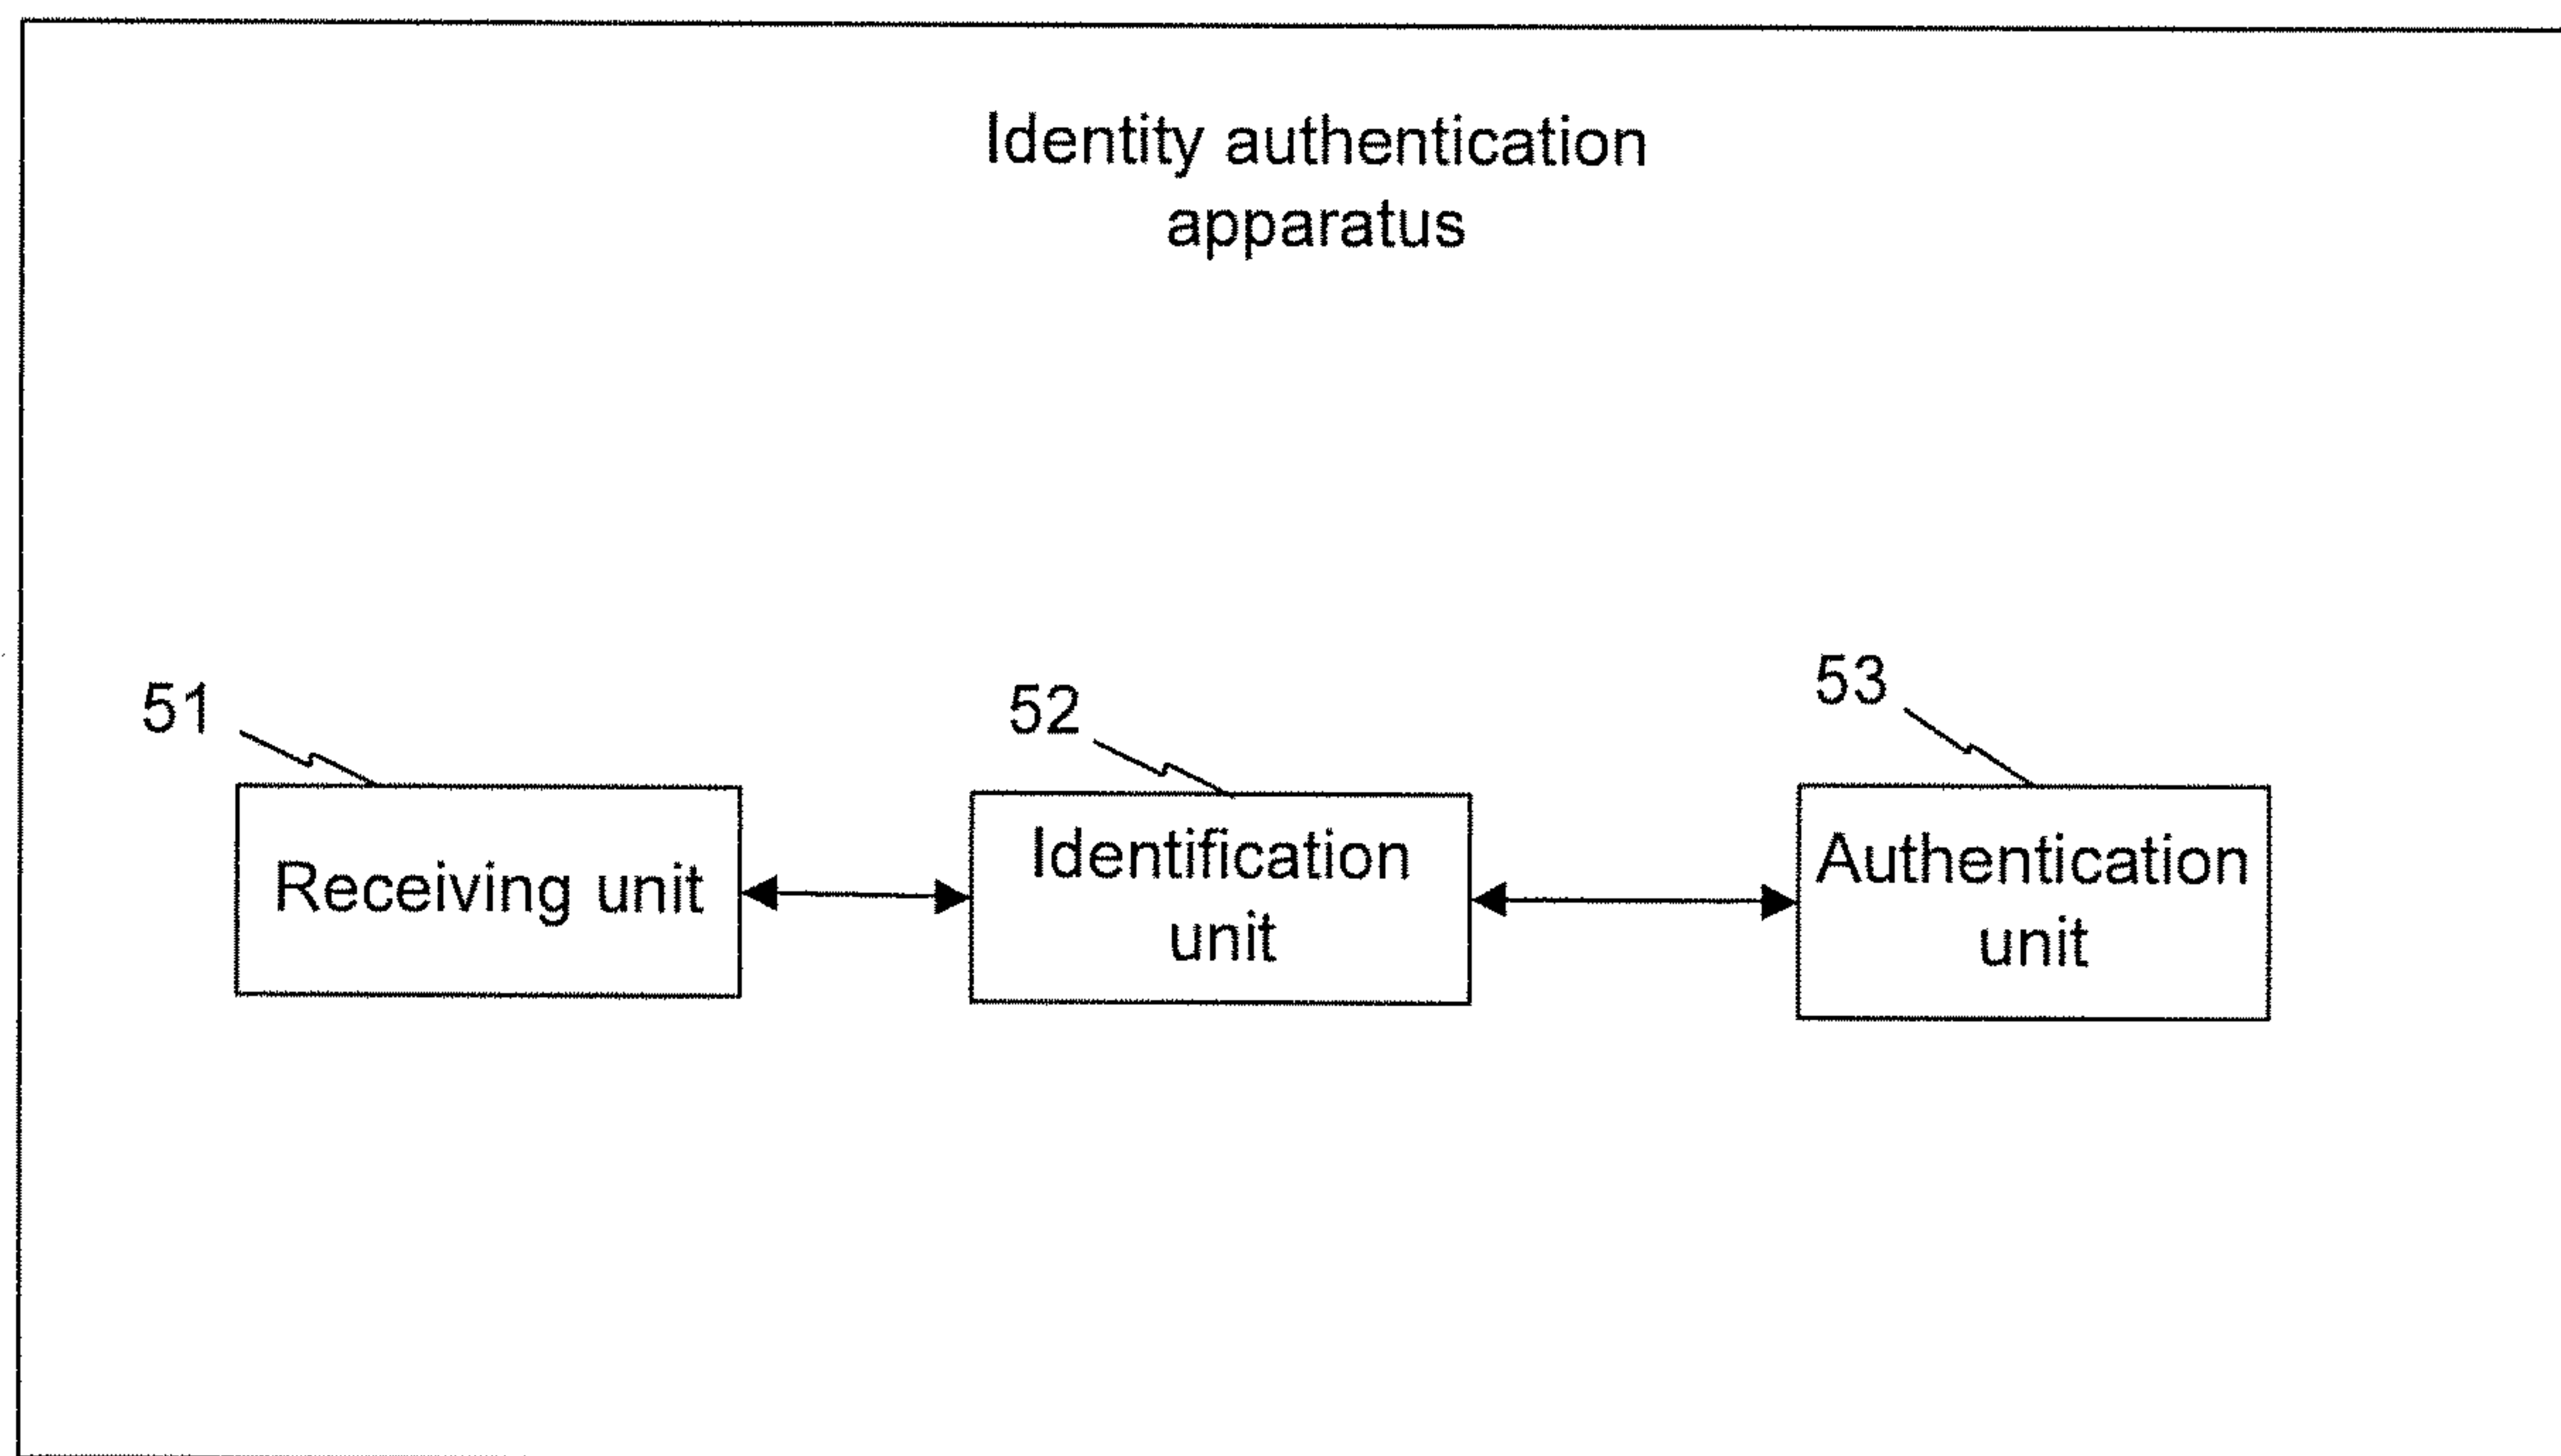 Identity authentication
apparatus
51
52
53
Receiving unit
Identification
unit
Authentication
unit